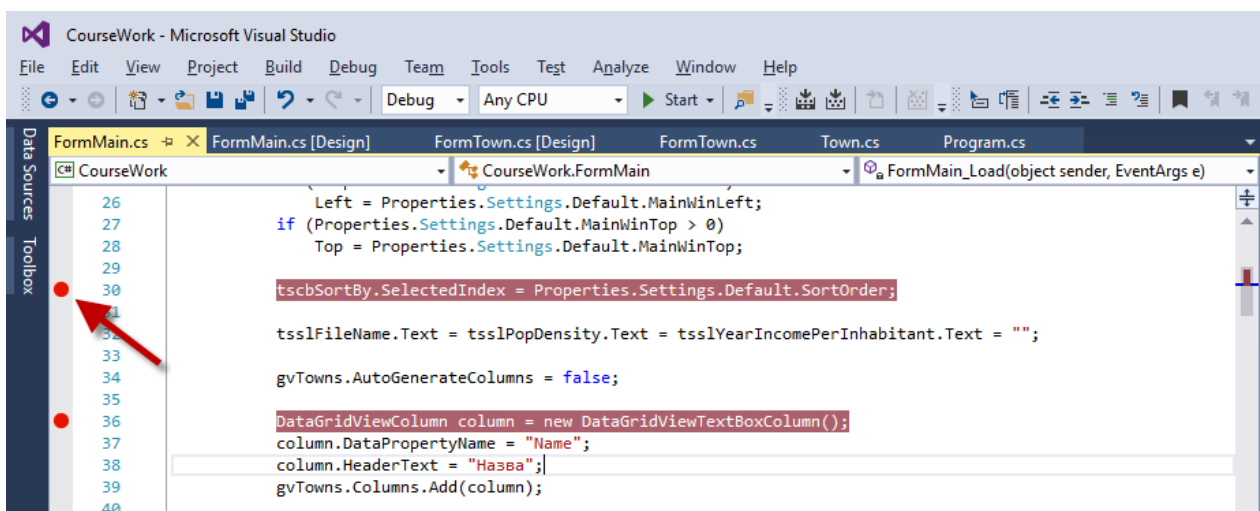 CourseWork - Microsoft Visual Studio
File Edit View Project Build Debug Team Tools Test Analyze Window Help
Debug Any CPU Start
Data Sources
Toolbox
FormMain.cs FormMain.cs [Design] FormTown.cs [Design] FormTown.cs Town.cs Program.cs
C# CourseWork CourseWork.FormMain FormMain_Load(object sender, EventArgs e)
26 Left = Properties.Settings.Default.MainWinLeft;
27 if (Properties.Settings.Default.MainWinTop > 0)
28 Top = Properties.Settings.Default.MainWinTop;
29
30 tscbSortBy.SelectedIndex = Properties.Settings.Default.SortOrder;
31
32 tsslFileName.Text = tsslPopDensity.Text = tsslYearIncomePerInhabitant.Text = "";
33
34 gvTowns.AutoGenerateColumns = false;
35
36 DataGridViewColumn column = new DataGridViewTextBoxColumn();
37 column.DataPropertyName = "Name";
38 column.HeaderText = "Назва";
39 gvTowns.Columns.Add(column);
40